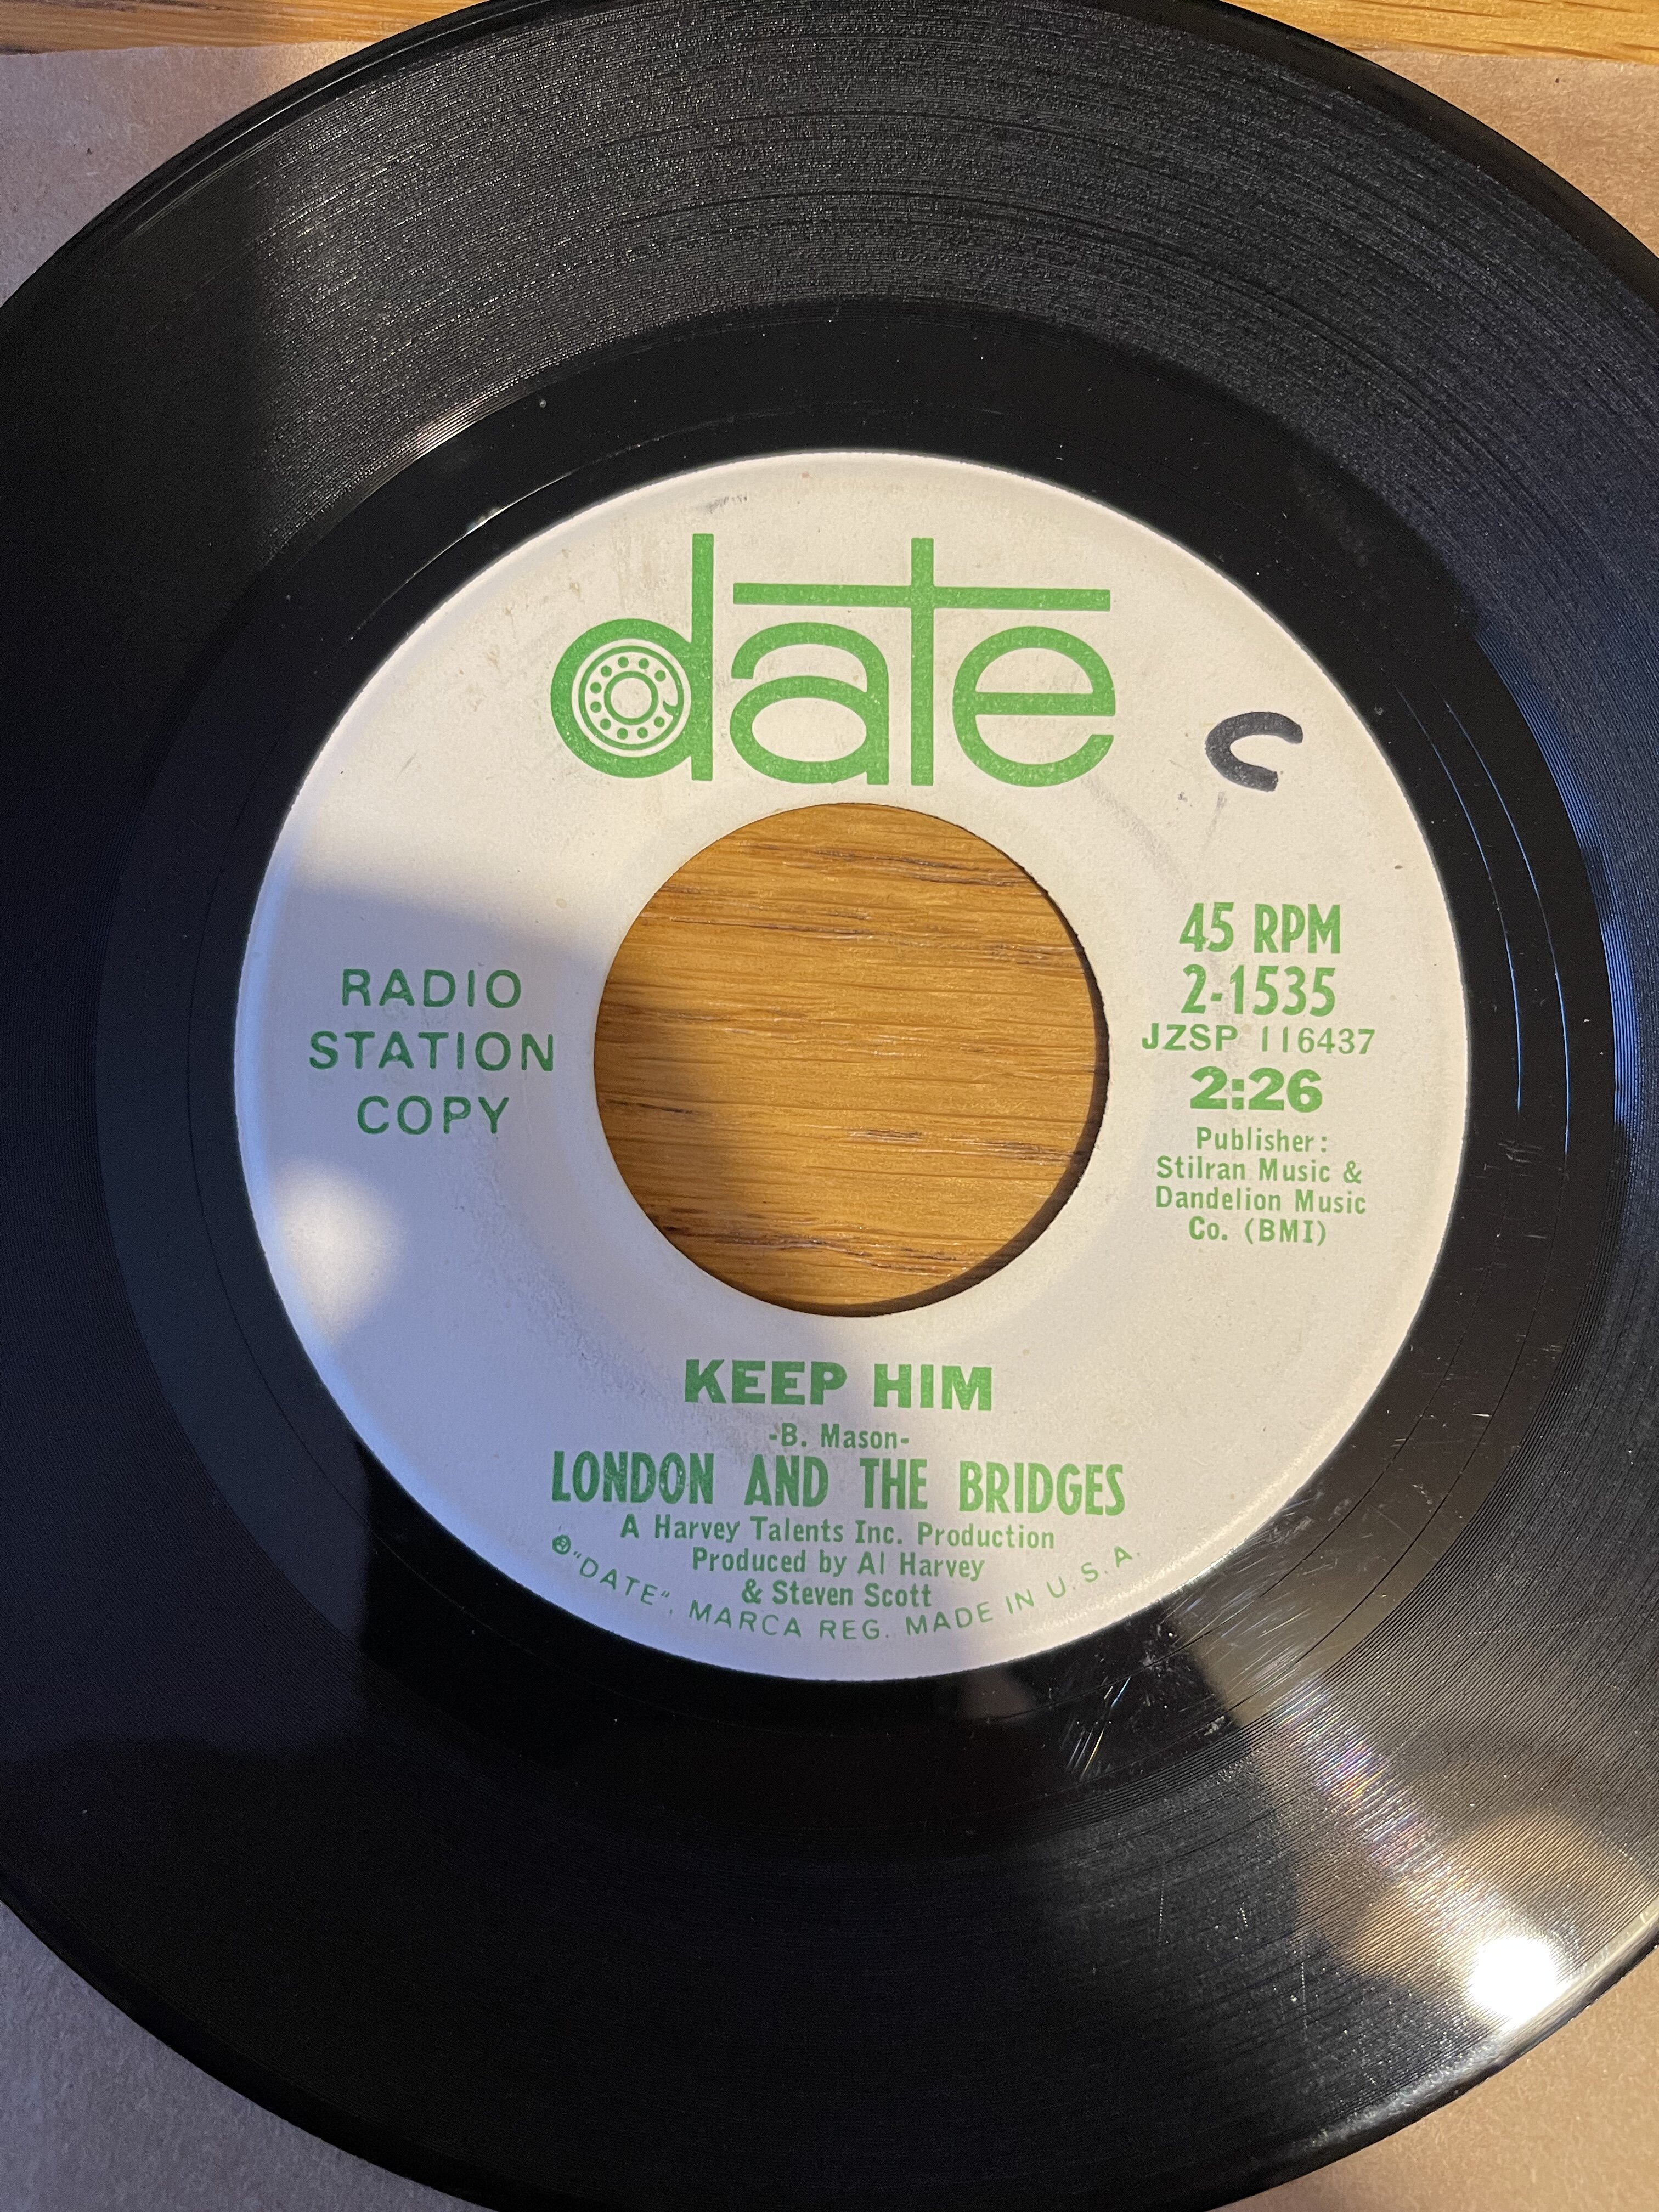 date
C
45 RPM
2-1535
JZSP 116437
2:26
Publisher:
Stilran Music &
Dandelion Music
Co. (BMI)
RADIO
STATION
COPY
KEEP HIM
-B. Mason-
LONDON AND THE BRIDGES
A Harvey Talents Inc. Production
Produced by Al Harvey
& Steven Scott
®"DATE", MARCA REG. MADE IN U.S.A.